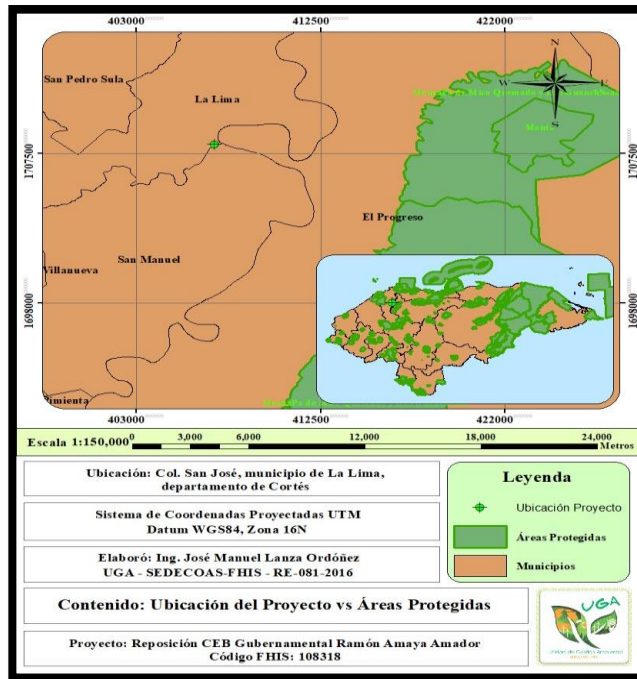 403000 412500 422000
N
W E
S
San Pedro Sula
La Lima
1707500 1707500
El Progreso
San Manuel
Villanueva
1698000 1698000
403000 412500 422000
Escala 1:150,000 0 3,000 6,000 12,000 18,000 24,000
Metros
Ubicación: Col. San José, municipio de La Lima,
departamento de Cortés
Sistema de Coordenadas Proyectadas UTM
Datum WGS84, Zona 16N
Elaboró: Ing. José Manuel Lanza Ordóñez
UGA - SEDECOAS-FHIS - RE-081-2016
Contenido: Ubicación del Proyecto vs Áreas Protegidas
Proyecto: Reposición CEB Gubernamental Ramón Amaya Amador
Código FHIS: 108318
Leyenda
Ubicación Proyecto
Áreas Protegidas
Municipios
UGA